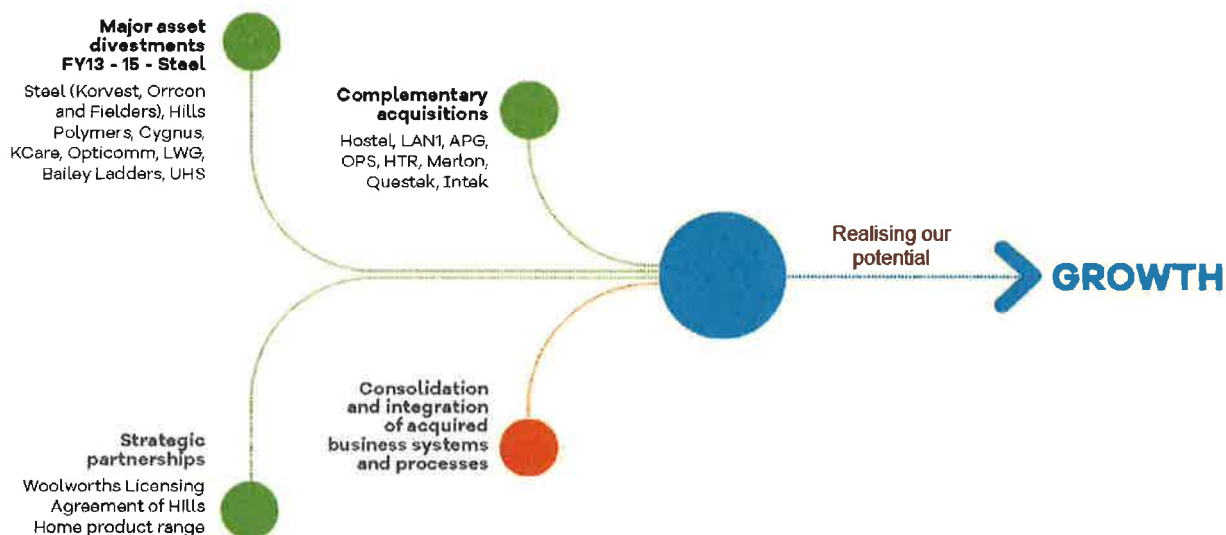 Major asset
divestments
FY13 - 15 - Steel
Steel (Korvest, Orrcon
and Fielders), Hills
Polymers, Cygnus,
KCare, Opticomm, LWG,
Bailey Ladders, UHS
Complementary
acquisitions
Hostel, LAN1, APG,
OPS, HTR, Merlon,
Questek, Intek
Realising our
potential
GROWTH
Consolidation
and integration
of acquired
business systems
and processes
Strategic
partnerships
Woolworths Licensing
Agreement of Hills
Home product range